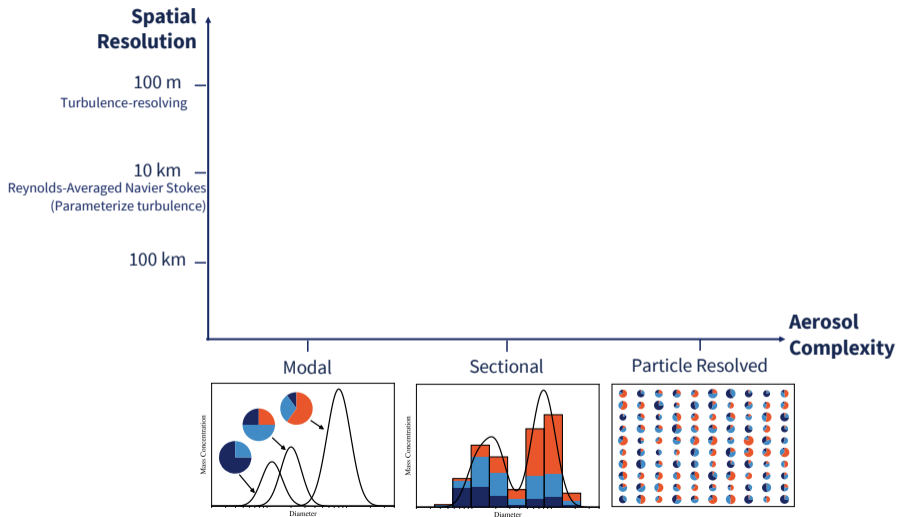 Spatial
Resolution
100 m
Turbulence-resolving
10 km
Reynolds-Averaged Navier Stokes
(Parameterize turbulence)
100 km
Aerosol
Complexity
Modal
Sectional
Particle Resolved
Mass Concentration
Diameter
Mass Concentration
Diameter